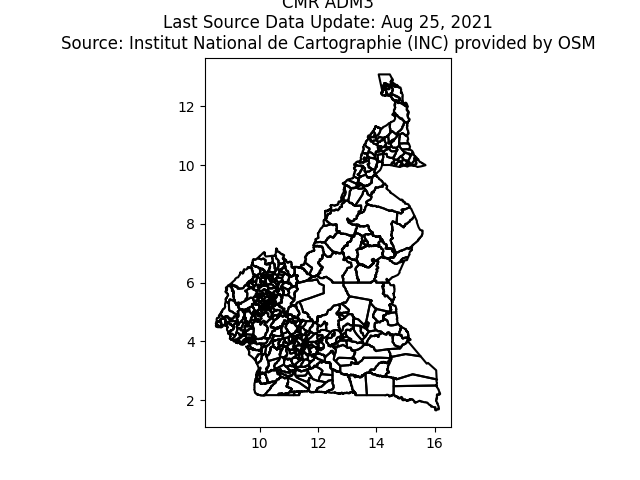 CMR ADM3
Last Source Data Update: Aug 25, 2021
Source: Institut National de Cartographie (INC) provided by OSM
12
10
8
6
4
2
10 12 14 16